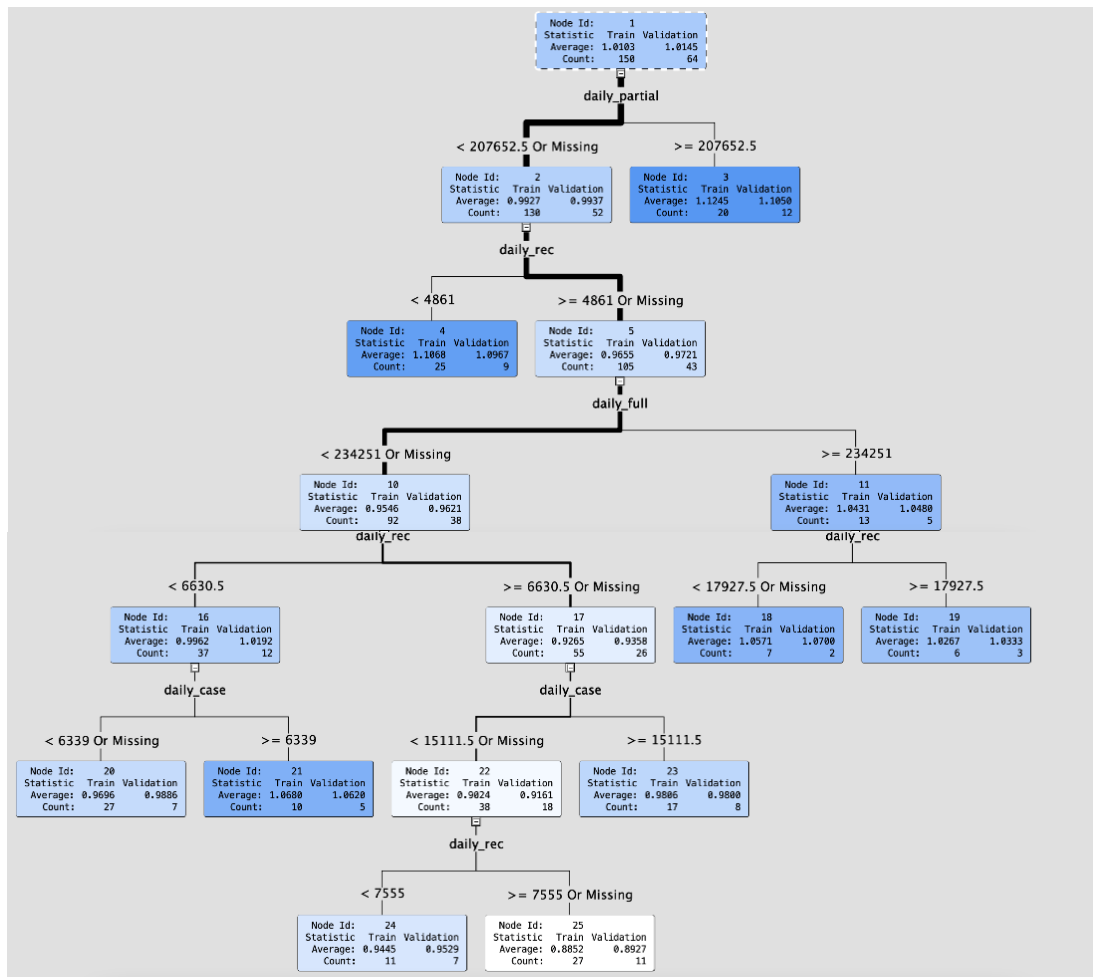 Node Id: 1
Statistic Train Validation
Average: 1.0103 1.0145
Count: 150 64
daily_partial
< 207652.5 Or Missing
>= 207652.5
Node Id: 2
Statistic Train Validation
Average: 0.9927 0.9937
Count: 130 52
Node Id: 3
Statistic Train Validation
Average: 1.1245 1.1050
Count: 20 12
daily_rec
< 4861
>= 4861 Or Missing
Node Id: 4
Statistic Train Validation
Average: 1.1068 1.0967
Count: 25 9
Node Id: 5
Statistic Train Validation
Average: 0.9655 0.9721
Count: 105 43
daily_full
< 234251 Or Missing
>= 234251
Node Id: 10
Statistic Train Validation
Average: 0.9546 0.9621
Count: 92 38
Node Id: 11
Statistic Train Validation
Average: 1.0431 1.0480
Count: 13 5
daily_rec
daily_rec
< 6630.5
>= 6630.5 Or Missing
< 17927.5 Or Missing
>= 17927.5
Node Id: 16
Statistic Train Validation
Average: 0.9962 1.0192
Count: 37 12
Node Id: 17
Statistic Train Validation
Average: 0.9265 0.9358
Count: 55 26
Node Id: 18
Statistic Train Validation
Average: 1.0571 1.0700
Count: 7 2
Node Id: 19
Statistic Train Validation
Average: 1.0267 1.0333
Count: 6 3
daily_case
daily_case
< 6339 Or Missing
>= 6339
< 15111.5 Or Missing
>= 15111.5
Node Id: 20
Statistic Train Validation
Average: 0.9696 0.9886
Count: 27 7
Node Id: 21
Statistic Train Validation
Average: 1.0680 1.0620
Count: 10 5
Node Id: 22
Statistic Train Validation
Average: 0.9024 0.9161
Count: 38 18
Node Id: 23
Statistic Train Validation
Average: 0.9806 0.9800
Count: 17 8
daily_rec
< 7555
>= 7555 Or Missing
Node Id: 24
Statistic Train Validation
Average: 0.9445 0.9529
Count: 11 7
Node Id: 25
Statistic Train Validation
Average: 0.8852 0.8927
Count: 27 11